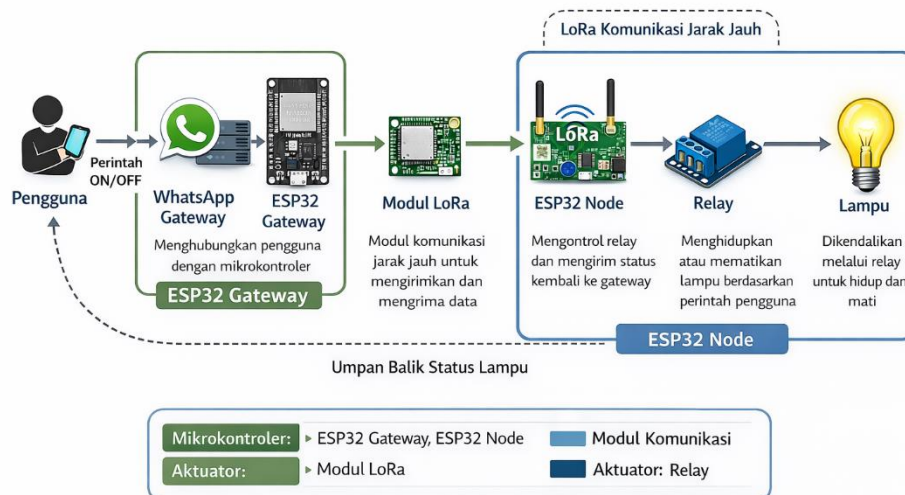 LoRa Komunikasi Jarak Jauh
Perintah
ON/OFF
Pengguna
WhatsApp
Gateway
ESP32
Gateway
Menghubungkan pengguna
dengan mikrokontroler
ESP32 Gateway
Modul LoRa
Modul komunikasi
jarak jauh untuk
mengirimikan dan
mengrima data
LoRa
ESP32 Node
Mengontrol relay
dan mengirim status
kembali ke gateway
Relay
Menghidupkan
atau mematikan
lampu berdasarkan
perintah pengguna
Lampu
Dikendalikan
melalui relay
untuk hidup dan
mati
ESP32 Node
Umpan Balik Status Lampu
Mikrokontroler: ESP32 Gateway, ESP32 Node
Modul Komunikasi
Aktuator: Modul LoRa
Aktuator: Relay